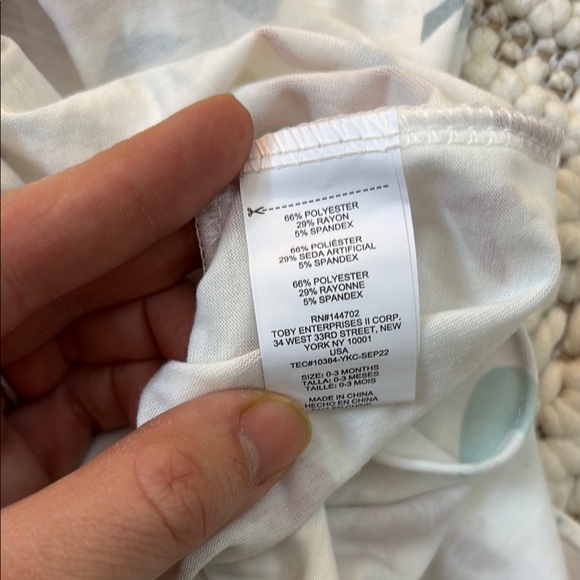 66% POLYESTER
29% RAYON
5% SPANDEX
66% POLIÉSTER
29% SEDA ARTIFICIAL
5% SPANDEX
66% POLYESTER
29% RAYONNE
5% SPANDEX
RN#144702
TOBY ENTERPRISES II CORP.
34 WEST 33RD STREET, NEW
YORK NY 10001
USA
TEC#10384-YKC-SEP22
SIZE: 0-3 MONTHS
TALLA: 0-3 MESES
TAILLE: 0-3 MOIS
MADE IN CHINA
HECHO EN CHINA